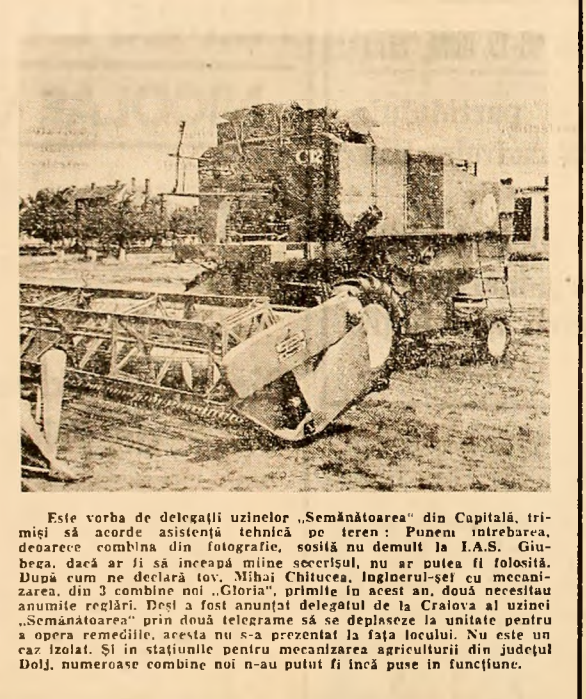 CR
Este vorba de delegații uzinelor „Semănătoarea“ din Capitală, tri-
miși să acorde asistență tehnică pe teren : Punem întrebarea,
deoarece combina din fotografie, sosită nu demult la I.A.S. Giu-
bega, dacă ar fi să înceapă mîine secerișul, nu ar putea fi folosită.
După cum ne declară tov. Mihai Chitucea, inginerul-șef cu mecani-
zarea, din 3 combine noi „Gloria“, primite în acest an, două necesitau
anumite reglări. Deși a fost anunțat delegatul de la Craiova al uzinei
„Semănătoarea“ prin două telegrame să se deplaseze la unitate pentru
a opera remediile, acesta nu s-a prezentat la fața locului. Nu este un
caz izolat. Și în stațiunile pentru mecanizarea agriculturii din județul
Dolj, numeroase combine noi n-au putut fi încă puse în funcțiune.